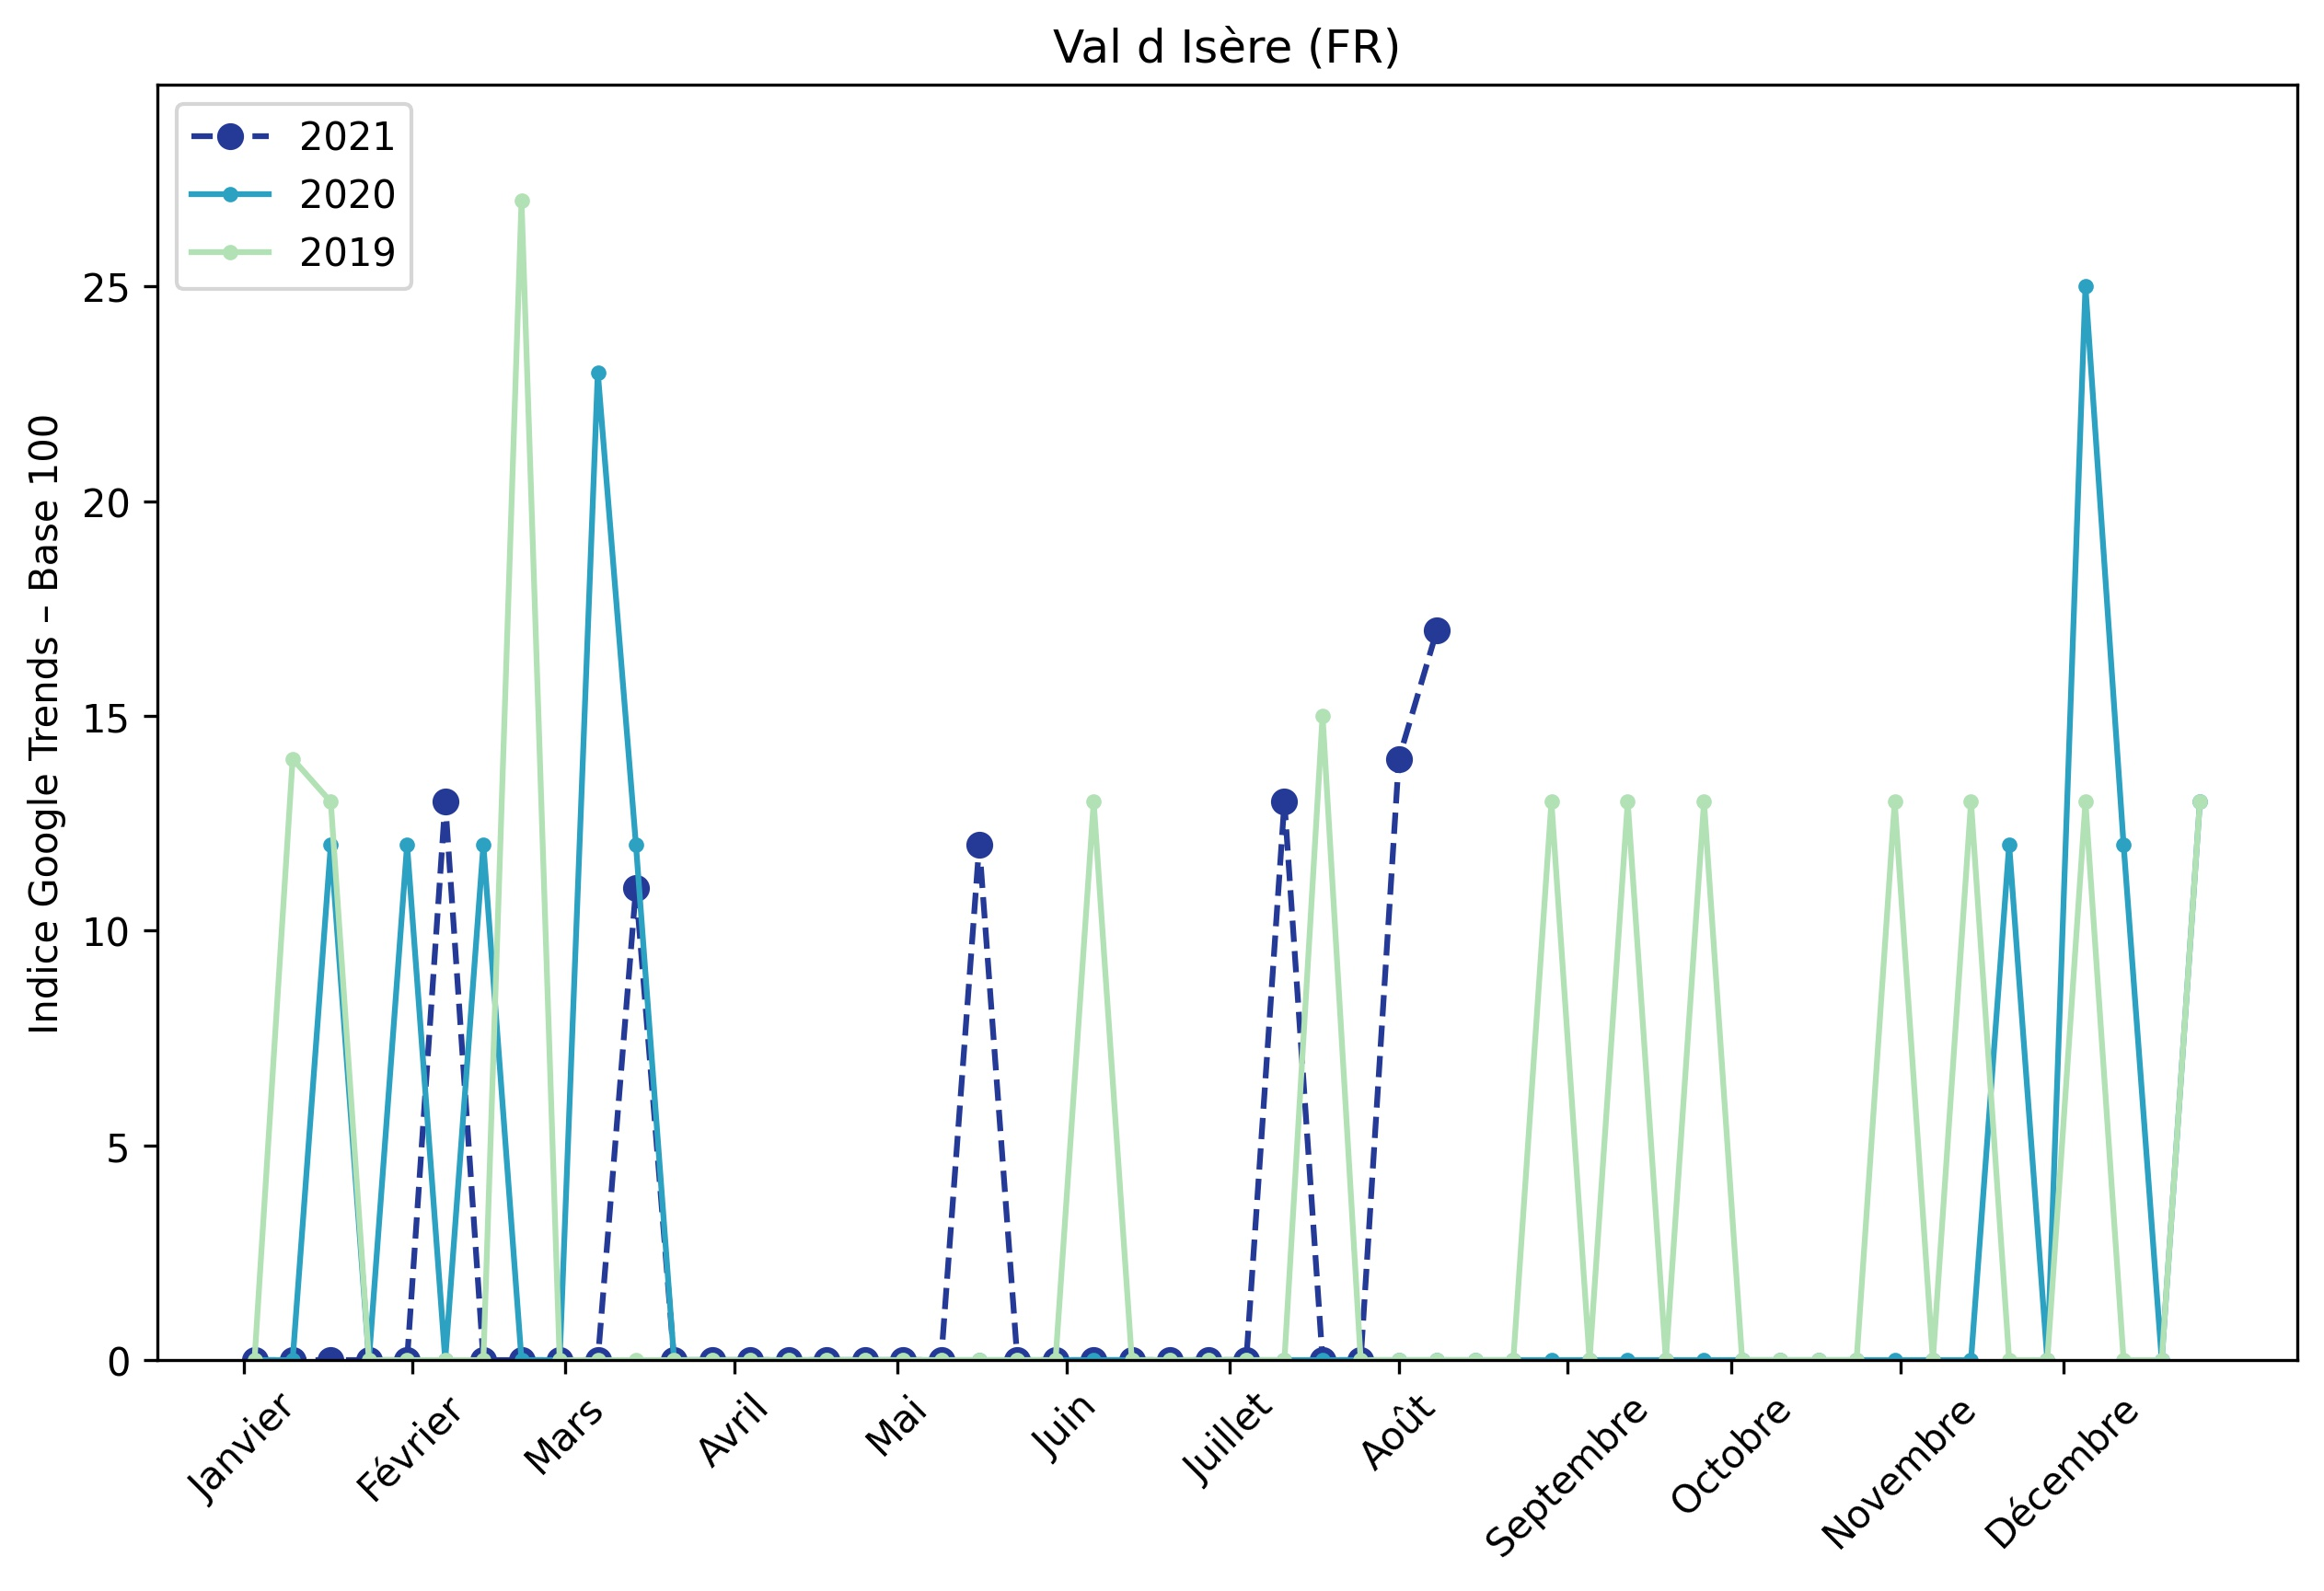 Val d Isère (FR)
2021
2020
2019
Indice Google Trends – Base 100
25
20
15
10
5
0
Janvier
Février
Mars
Avril
Mai
Juin
Juillet
Août
Septembre
Octobre
Novembre
Décembre